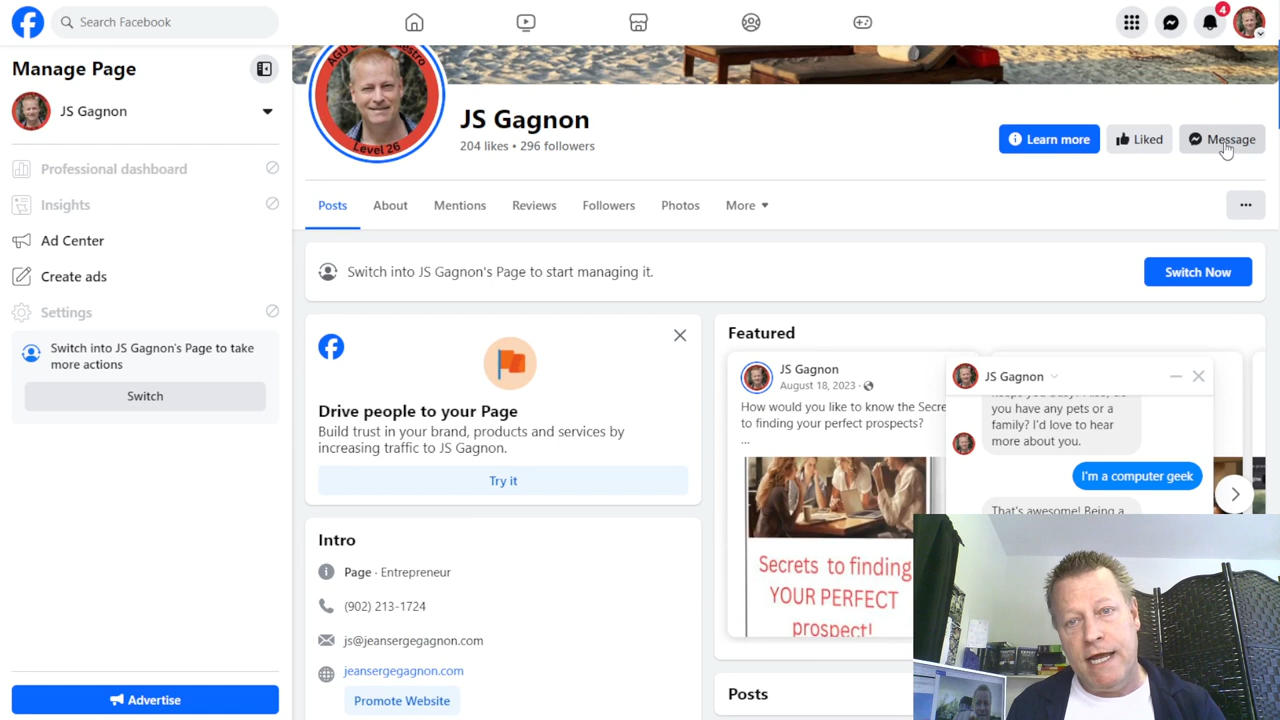 Search Facebook
4
Manage Page
JS Gagnon
Professional dashboard
Insights
Ad Center
Create ads
Settings
Switch into JS Gagnon's Page to take
more actions
Switch
Advertise
Level 26
JS Gagnon
204 likes • 296 followers
Learn more
Liked
Message
Posts
About
Mentions
Reviews
Followers
Photos
More
Switch into JS Gagnon's Page to start managing it.
Switch Now
Drive people to your Page
Build trust in your brand, products and services by
increasing traffic to JS Gagnon.
Try it
Intro
Page · Entrepreneur
(902) 213-1724
js@jeansergegagnon.com
jeansergegagnon.com
Promote Website
Featured
JS Gagnon
August 18, 2023 ·
How would you like to know the Secre
to finding your perfect prospects?
...
Secrets to finding
YOUR PERFECT
prospect!
JS Gagnon
you have any pets or a
family? I'd love to hear
more about you.
I'm a computer geek
That's awesome! Being a
Posts